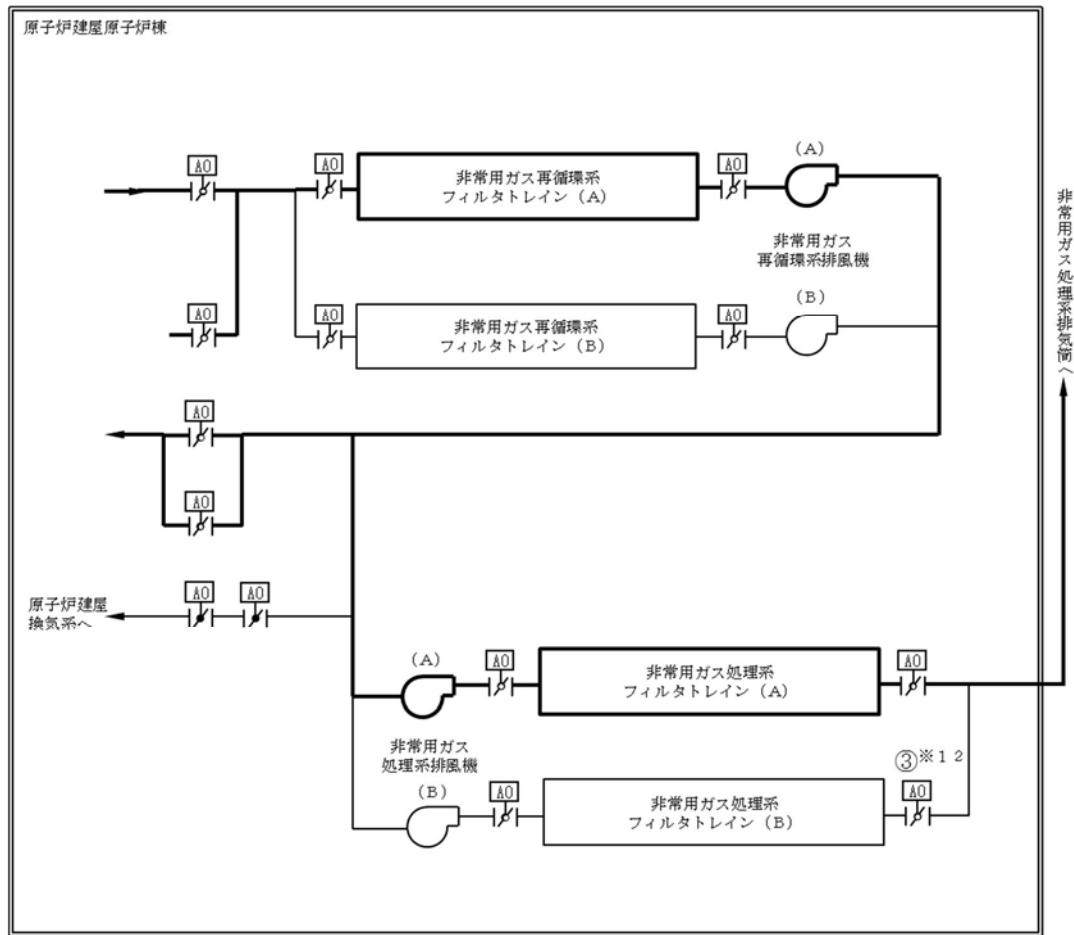 原子炉建屋原子炉棟
AO
AO
非常用ガス再循環系
フィルタトレイン（A）
AO
（A）
非常用ガス
再循環系排風機
AO
AO
非常用ガス再循環系
フィルタトレイン（B）
AO
（B）
非常用ガス処理系排気筒へ
AO
AO
原子炉建屋
換気系へ
AO
AO
（A）
AO
非常用ガス処理系
フィルタトレイン（A）
AO
非常用ガス
処理系排風機
（B）
AO
非常用ガス処理系
フィルタトレイン（B）
③※12
AO